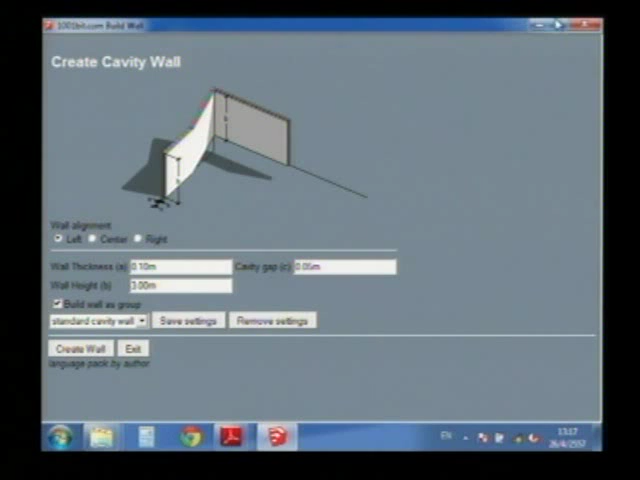 1001bit.com Build Wall
Create Cavity Wall
Wall alignment
Left Center Right
Wall Thickness (a) 0.10m Cavity gap (c) 0.05m
Wall Height (b) 3.00m
Build wall as group
standard cavity wall Save settings Remove settings
Create Wall Exit
language pack by author
EN
13:17
26/4/2557